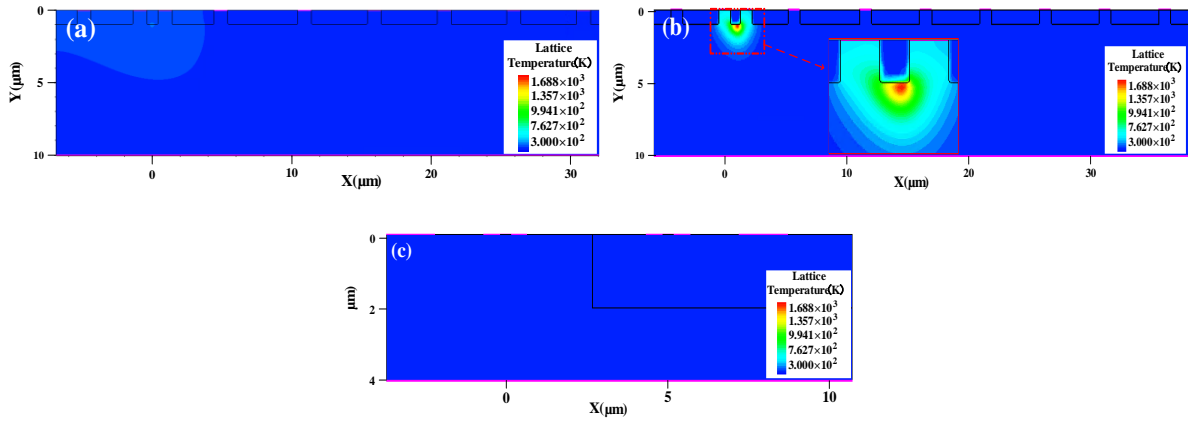 (a)
0
5
10
Y(μm)
Lattice
Temperature(K)
1.688×10³
1.357×10³
9.941×10²
7.627×10²
3.000×10²
0
10
20
30
X(μm)
(b)
0
5
10
Y(μm)
Lattice
Temperature(K)
1.688×10³
1.357×10³
9.941×10²
7.627×10²
3.000×10²
0
10
20
30
X(μm)
(c)
0
2
4
μm)
Lattice
Temperature(K)
1.688×10³
1.357×10³
9.941×10²
7.627×10²
3.000×10²
0
5
10
X(μm)